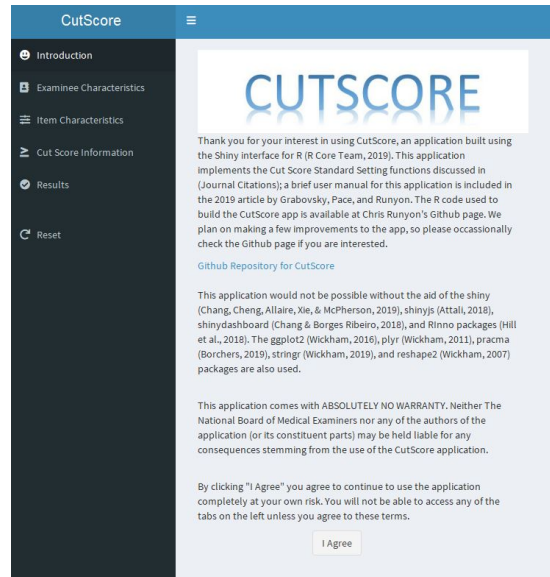 CutScore
Introduction
Examinee Characteristics
Item Characteristics
Cut Score Information
Results
Reset
CUTSCORE
Thank you for your interest in using CutScore, an application built using
the Shiny interface for R (R Core Team, 2019). This application
implements the Cut Score Standard Setting functions discussed in
(Journal Citations); a brief user manual for this application is included in
the 2019 article by Grabovsky, Pace, and Runyon. The R code used to
build the CutScore app is available at Chris Runyon's Github page. We
plan on making a few improvements to the app, so please occassionally
check the Github page if you are interested.
Github Repository for CutScore
This application would not be possible without the aid of the shiny
(Chang, Cheng, Allaire, Xie, & McPherson, 2019), shinyjs (Attali, 2018),
shinydashboard (Chang & Borges Ribeiro, 2018), and RInno packages (Hill
et al., 2018). The ggplot2 (Wickham, 2016), plyr (Wickham, 2011), pracma
(Borchers, 2019), stringr (Wickham, 2019), and reshape2 (Wickham, 2007)
packages are also used.
This application comes with ABSOLUTELY NO WARRANTY. Neither The
National Board of Medical Examiners nor any of the authors of the
application (or its constituent parts) may be held liable for any
consequences stemming from the use of the CutScore application.
By clicking "I Agree" you agree to continue to use the application
completely at your own risk. You will not be able to access any of the
tabs on the left unless you agree to these terms.
I Agree